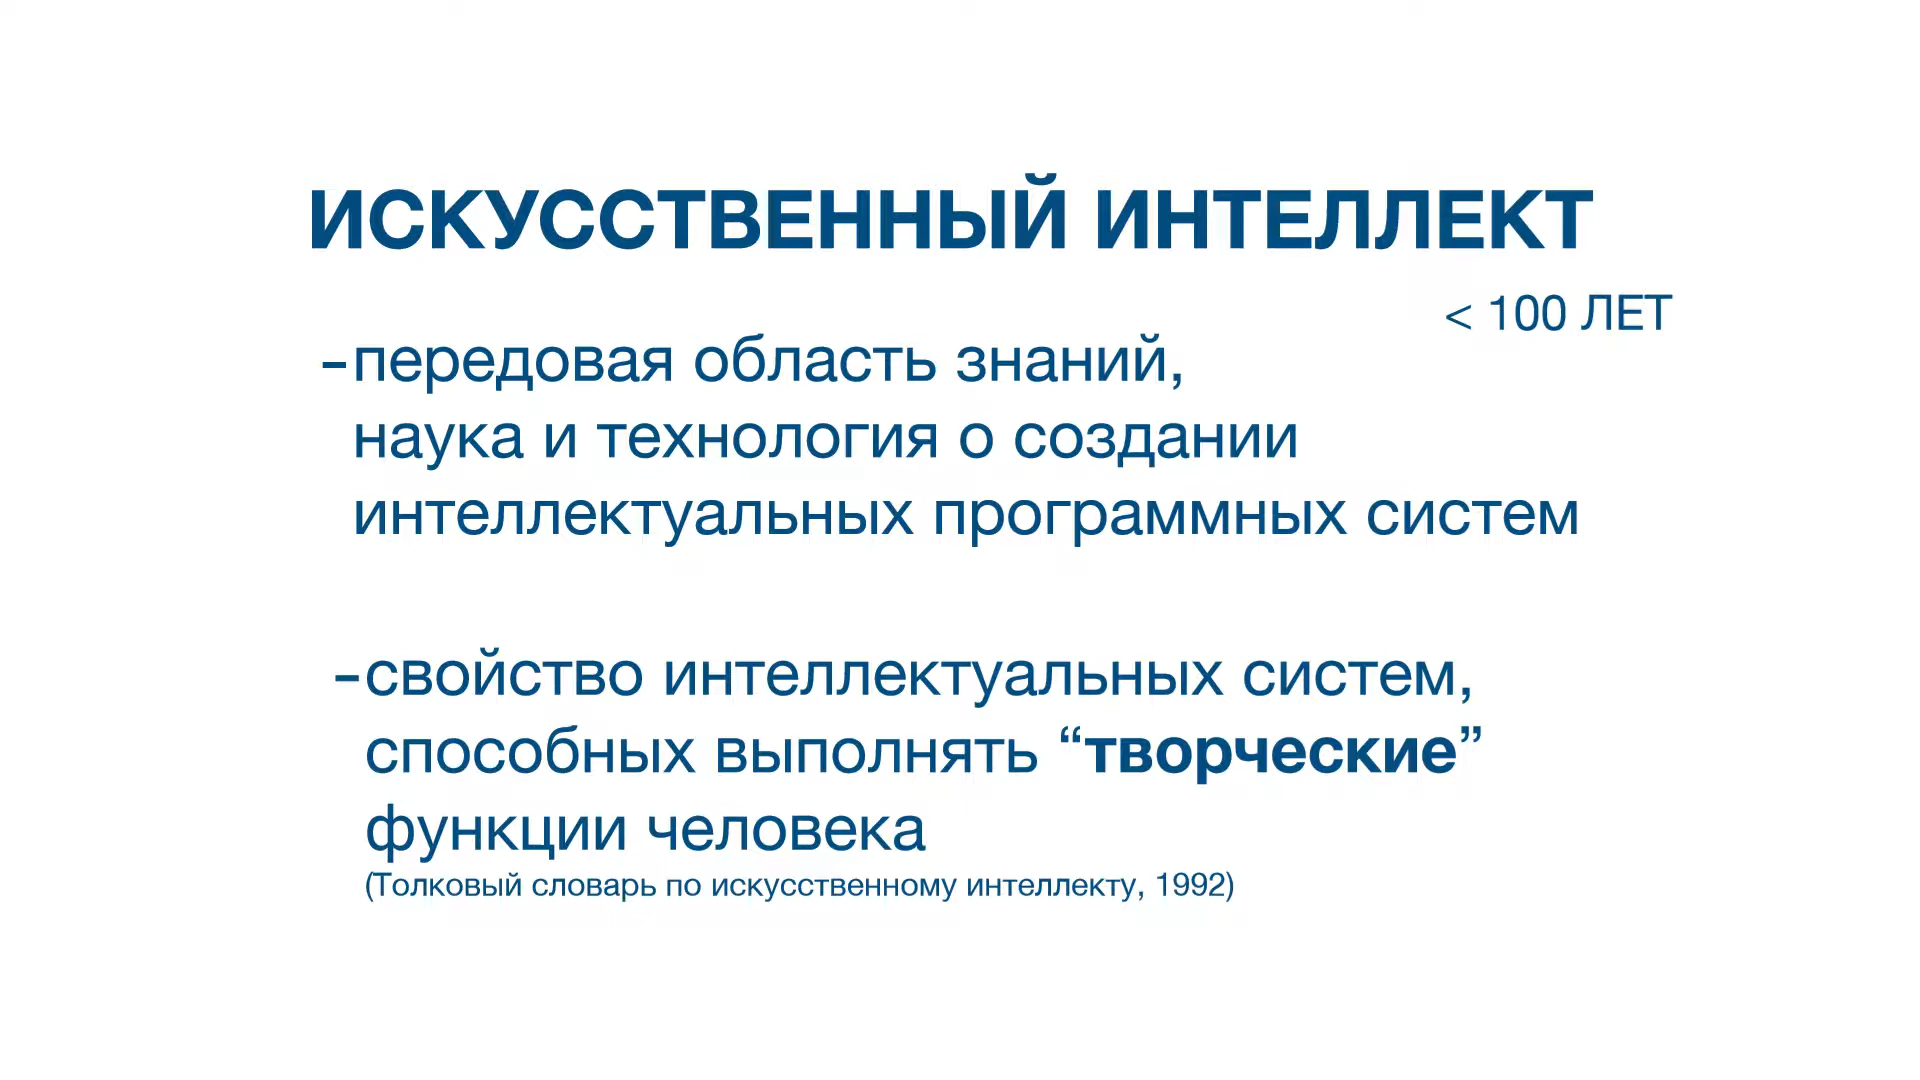 ИСКУССТВЕННЫЙ ИНТЕЛЛЕКТ
< 100 ЛЕТ
-передовая область знаний,
наука и технология о создании
интеллектуальных программных систем
-свойство интеллектуальных систем,
способных выполнять “творческие”
функции человека
(Толковый словарь по искусственному интеллекту, 1992)